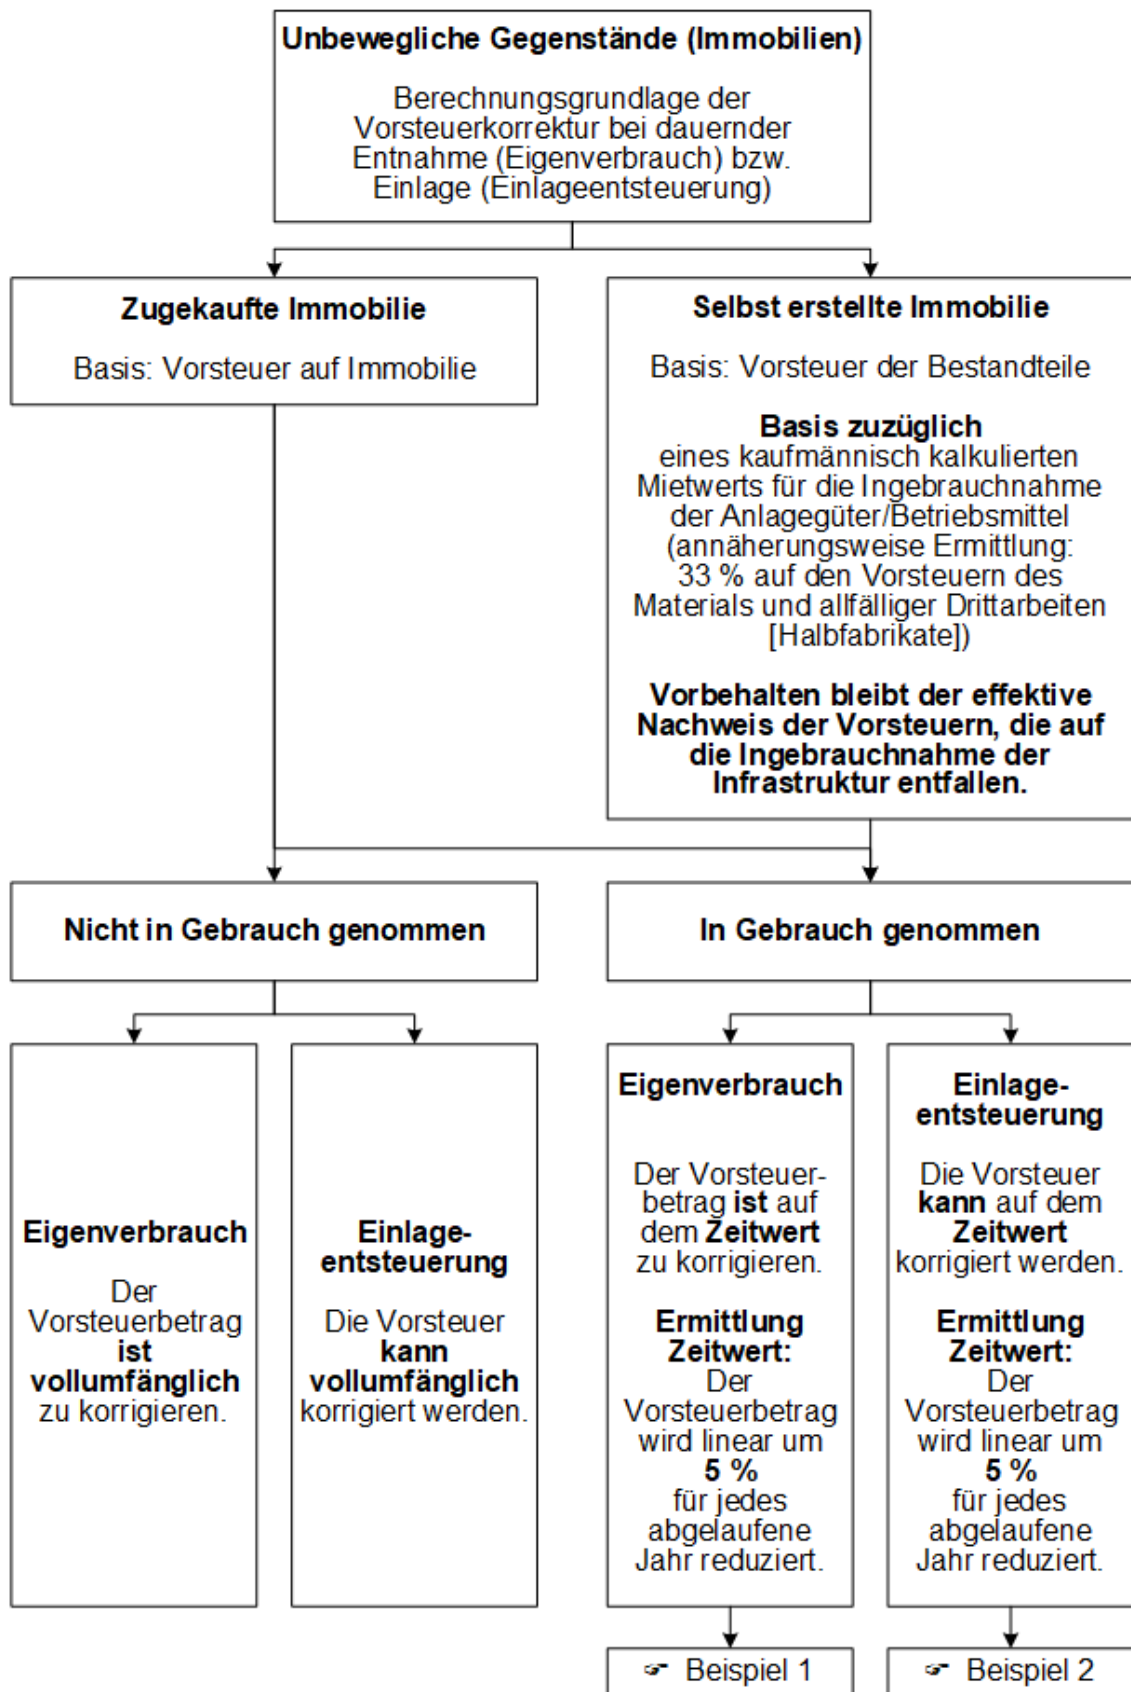 Unbewegliche Gegenstände (Immobilien)
Berechnungsgrundlage der
Vorsteuerkorrektur bei dauernder
Entnahme (Eigenverbrauch) bzw.
Einlage (Einlageentsteuerung)
Zugekaufte Immobilie
Basis: Vorsteuer auf Immobilie
Selbst erstellte Immobilie
Basis: Vorsteuer der Bestandteile
Basis zuzüglich
eines kaufmännisch kalkulierten
Mietwerts für die Ingebrauchnahme
der Anlagegüter/Betriebsmittel
(annäherungsweise Ermittlung:
33 % auf den Vorsteuern des
Materials und allfälliger Drittarbeiten
[Halbfabrikate])
Vorbehalten bleibt der effektive
Nachweis der Vorsteuern, die auf
die Ingebrauchnahme der
Infrastruktur entfallen.
Nicht in Gebrauch genommen
In Gebrauch genommen
Eigenverbrauch
Der
Vorsteuerbetrag
ist
vollumfänglich
zu korrigieren.
Einlage-
entsteuerung
Die Vorsteuer
kann
vollumfänglich
korrigiert werden.
Eigenverbrauch
Der Vorsteuer-
betrag ist auf
dem Zeitwert
zu korrigieren.
Ermittlung
Zeitwert:
Der
Vorsteuerbetrag
wird linear um
5 %
für jedes
abgelaufene
Jahr reduziert.
Einlage-
entsteuerung
Die Vorsteuer
kann auf dem
Zeitwert
korrigiert werden.
Ermittlung
Zeitwert:
Der
Vorsteuerbetrag
wird linear um
5 %
für jedes
abgelaufene
Jahr reduziert.
☞ Beispiel 1
☞ Beispiel 2